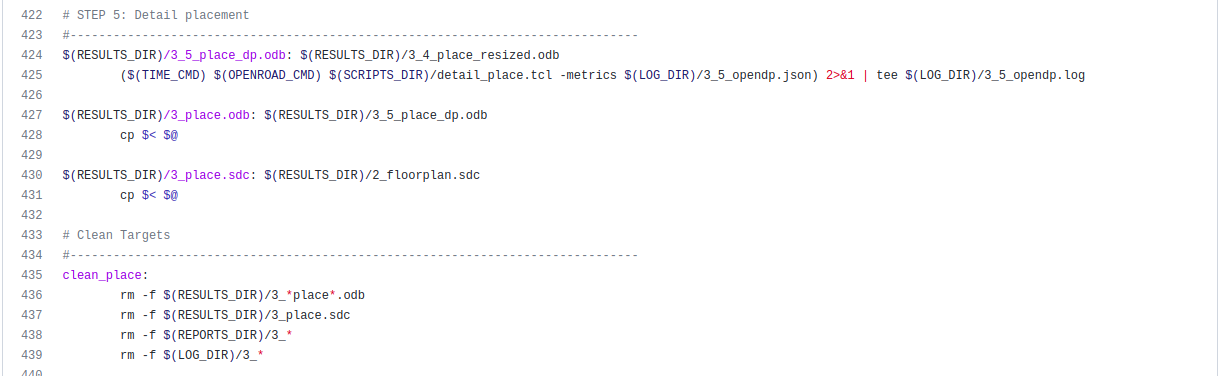 422 # STEP 5: Detail placement
423 #-------------------------------------------------------------------------------
424 $(RESULTS_DIR)/3_5_place_dp.odb: $(RESULTS_DIR)/3_4_place_resized.odb
425 ($(TIME_CMD) $(OPENROAD_CMD) $(SCRIPTS_DIR)/detail_place.tcl -metrics $(LOG_DIR)/3_5_opendp.json) 2>&1 | tee $(LOG_DIR)/3_5_opendp.log
426
427 $(RESULTS_DIR)/3_place.odb: $(RESULTS_DIR)/3_5_place_dp.odb
428 cp $< $@
429
430 $(RESULTS_DIR)/3_place.sdc: $(RESULTS_DIR)/2_floorplan.sdc
431 cp $< $@
432
433 # Clean Targets
434 #-------------------------------------------------------------------------------
435 clean_place:
436 rm -f $(RESULTS_DIR)/3_*place*.odb
437 rm -f $(RESULTS_DIR)/3_place.sdc
438 rm -f $(REPORTS_DIR)/3_*
439 rm -f $(LOG_DIR)/3_*
440